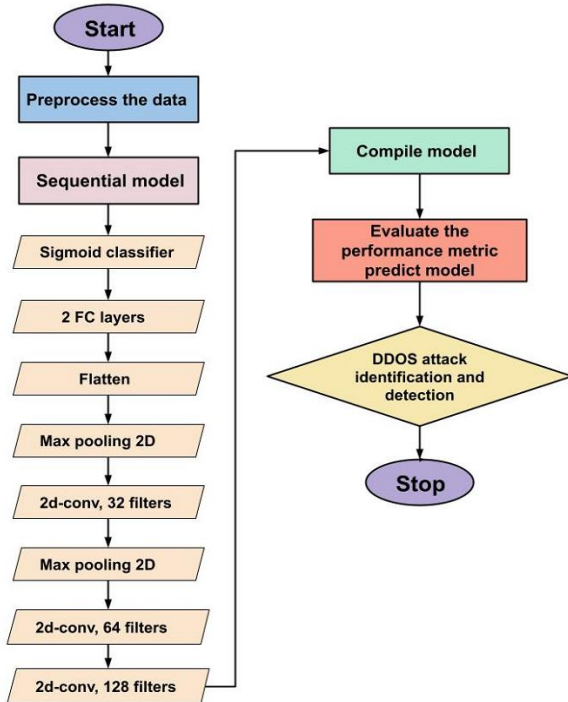 Start
Preprocess the data
Sequential model
Sigmoid classifier
2 FC layers
Flatten
Max pooling 2D
2d-conv, 32 filters
Max pooling 2D
2d-conv, 64 filters
2d-conv, 128 filters
Compile model
Evaluate the
performance metric
predict model
DDOS attack
identification and
detection
Stop